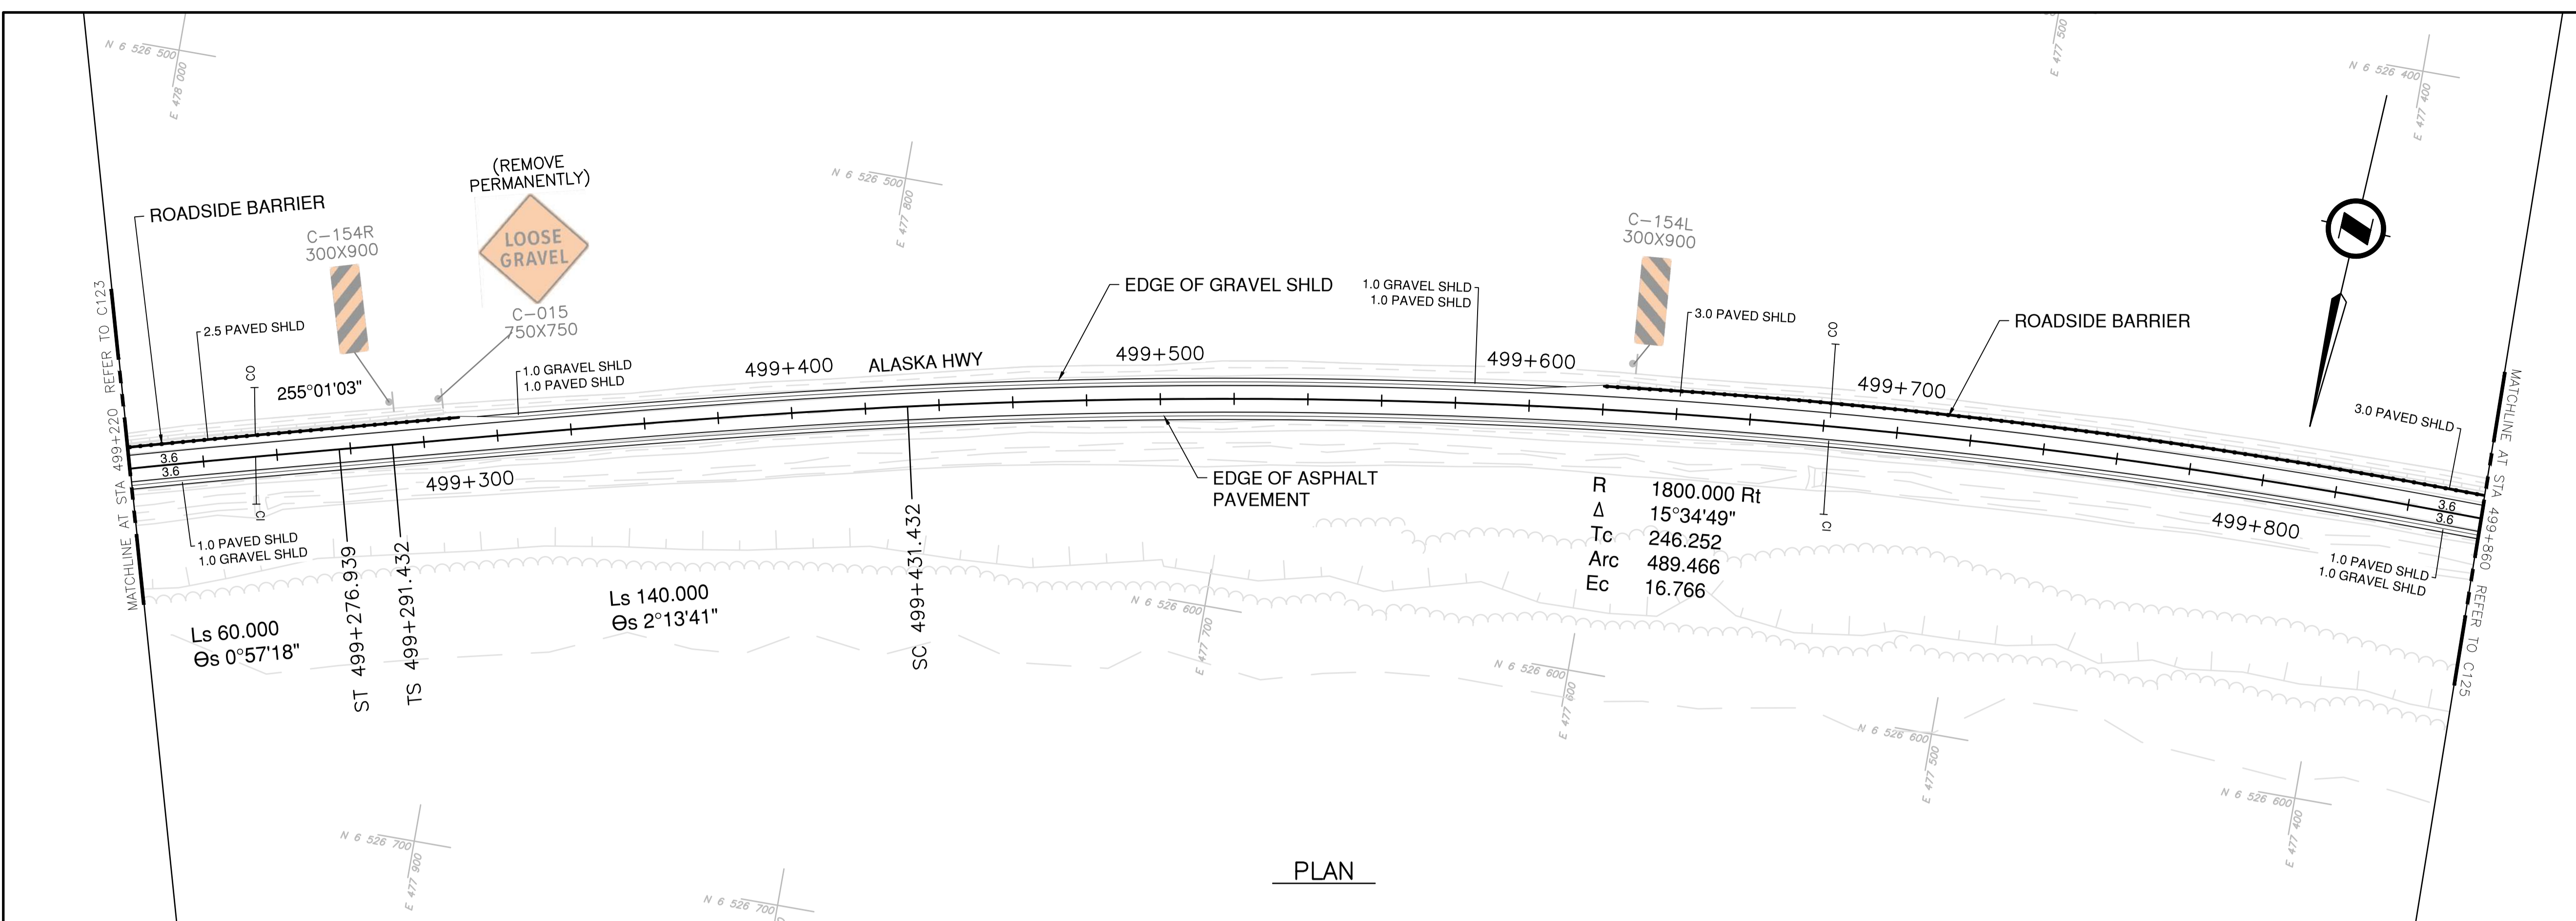 N 6 526 500
E 478 000
E 477 500
N 6 526 400
E 477 400
(REMOVE
PERMANENTLY)
N 6 526 500
E 477 800
ROADSIDE BARRIER
C-154R
300X900
LOOSE
GRAVEL
C-015
750X750
C-154L
300X900
2.5 PAVED SHLD
CO
255°01'03"
1.0 GRAVEL SHLD
1.0 PAVED SHLD
499+400
ALASKA HWY
499+500
EDGE OF GRAVEL SHLD
1.0 GRAVEL SHLD
1.0 PAVED SHLD
499+600
3.0 PAVED SHLD
CO
499+700
ROADSIDE BARRIER
3.0 PAVED SHLD
MATCHLINE AT STA 499+220 REFER TO C123
MATCHLINE AT STA 499+860 REFER TO C125
3.6
3.6
499+300
CI
1.0 PAVED SHLD
1.0 GRAVEL SHLD
EDGE OF ASPHALT
PAVEMENT
R 1800.000 Rt
Δ 15°34'49"
Tc 246.252
Arc 489.466
Ec 16.766
CI
3.6
3.6
499+800
1.0 PAVED SHLD
1.0 GRAVEL SHLD
Ls 60.000
Θs 0°57'18"
ST 499+276.939
TS 499+291.432
Ls 140.000
Θs 2°13'41"
SC 499+431.432
N 6 526 600
E 477 700
N 6 526 600
E 477 600
N 6 526 600
E 477 500
N 6 526 600
E 477 400
N 6 526 700
E 477 900
N 6 526 700
PLAN